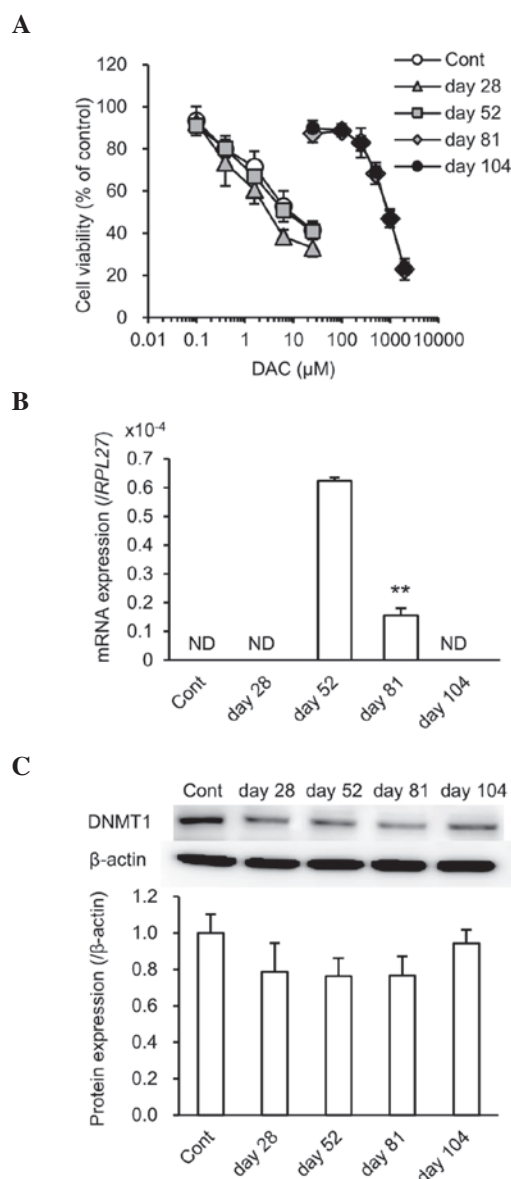 A
Cont
day 28
day 52
day 81
day 104
Cell viability (% of control)
120
100
80
60
40
20
0
0.01 0.1 1 10 100 1000 10000
DAC (µM)
B
x10-4
mRNA expression (/RPL27)
0.7
0.6
0.5
0.4
0.3
0.2
0.1
0
ND ND ** ND
Cont day 28 day 52 day 81 day 104
C
Cont day 28 day 52 day 81 day 104
DNMT1
β-actin
Protein expression (/β-actin)
1.2
1.0
0.8
0.6
0.4
0.2
0.0
Cont day 28 day 52 day 81 day 104